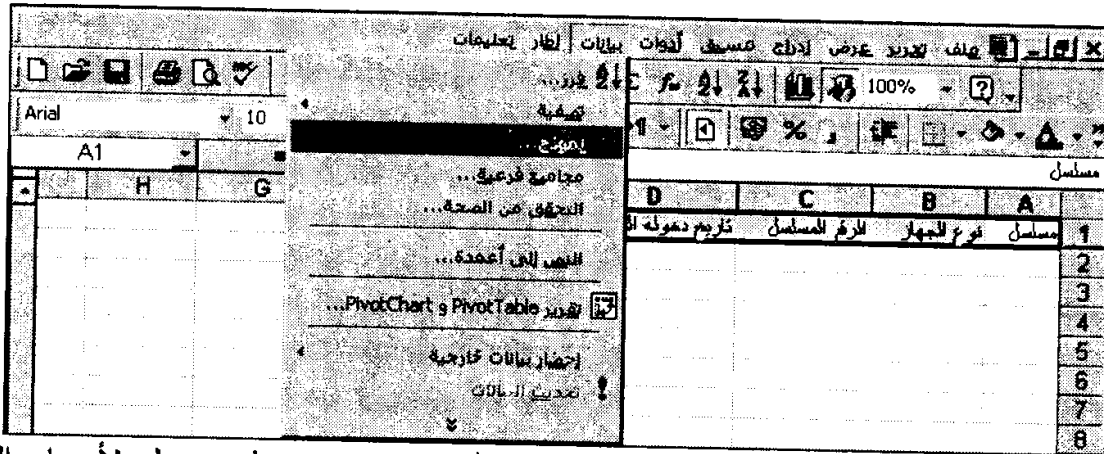 ملف تحرير عرض إدراج تنسيق أدوات بيانات إطار تعليمات
فرز...
100%
تصفية
Arial
10
نموذج...
A1
مجاميع فرعية...
مسلسل
التحقق من الصحة...
A B C D G H
مسلسل نوع الجهاز الرقم المسلسل تاريخ دخوله
النص إلى أعمدة...
تقرير PivotTable و PivotChart...
إحضار بيانات خارجية
تحديث البيانات
1
2
3
4
5
6
7
8